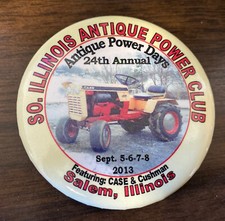 SO. ILLINOIS ANTIQUE POWER CLUB
Antique Power Days
24th Annual
Sept. 5-6-7-8
2013
Featuring: CASE & Cushman
Salem, Illinois